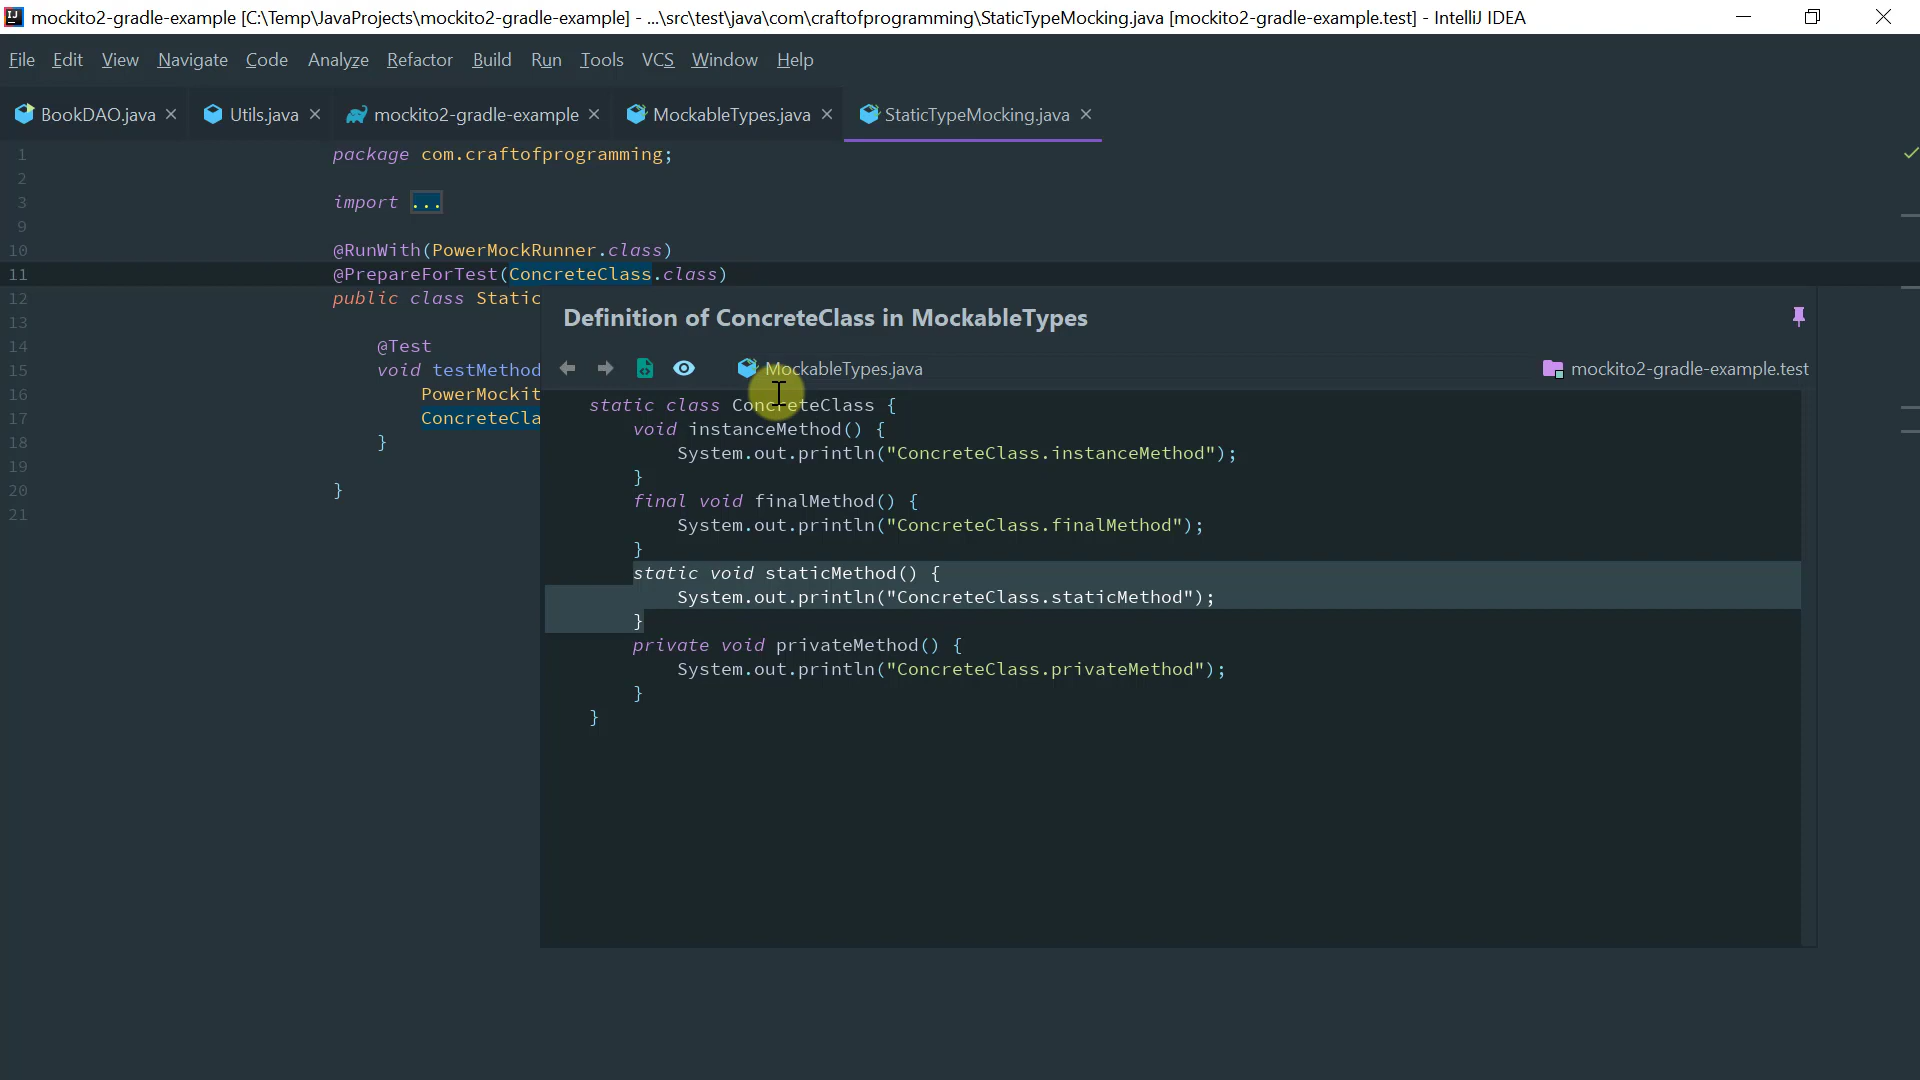 mockito2-gradle-example [C:\Temp\JavaProjects\mockito2-gradle-example] - ...\src\test\java\com\craftofprogramming\StaticTypeMocking.java [mockito2-gradle-example.test] - IntelliJ IDEA
File Edit View Navigate Code Analyze Refactor Build Run Tools VCS Window Help
BookDAO.java Utils.java mockito2-gradle-example MockableTypes.java StaticTypeMocking.java
1 package com.craftofprogramming;
2
3 import ...
9
10 @RunWith(PowerMockRunner.class)
11 @PrepareForTest(ConcreteClass.class)
12 public class Static
13
14 @Test
15 void testMethod
16 PowerMockit
17 ConcreteCla
18 }
19
20 }
21
Definition of ConcreteClass in MockableTypes
MockableTypes.java mockito2-gradle-example.test
static class ConcreteClass {
void instanceMethod() {
System.out.println("ConcreteClass.instanceMethod");
}
final void finalMethod() {
System.out.println("ConcreteClass.finalMethod");
}
static void staticMethod() {
System.out.println("ConcreteClass.staticMethod");
}
private void privateMethod() {
System.out.println("ConcreteClass.privateMethod");
}
}